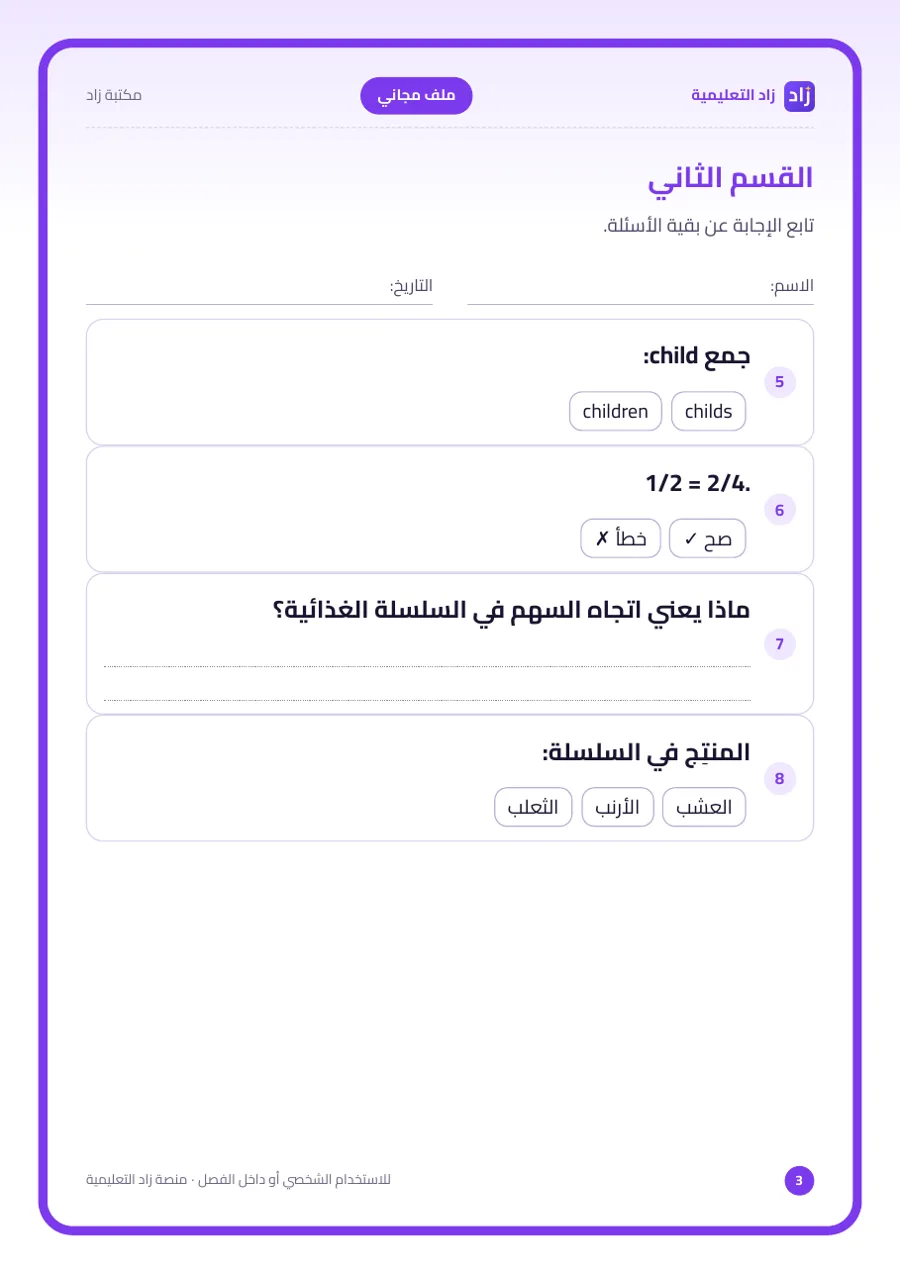 زاد زاد التعليمية
ملف مجاني
مكتبة زاد
القسم الثاني
تابع الإجابة عن بقية الأسئلة.
الاسم:
التاريخ:
5
جمع child:
childs children
6
1/2 = 2/4.
صح ✓ خطأ ✗
7
ماذا يعني اتجاه السهم في السلسلة الغذائية؟
8
المنتِج في السلسلة:
العشب الأرنب الثعلب
3
للاستخدام الشخصي أو داخل الفصل · منصة زاد التعليمية